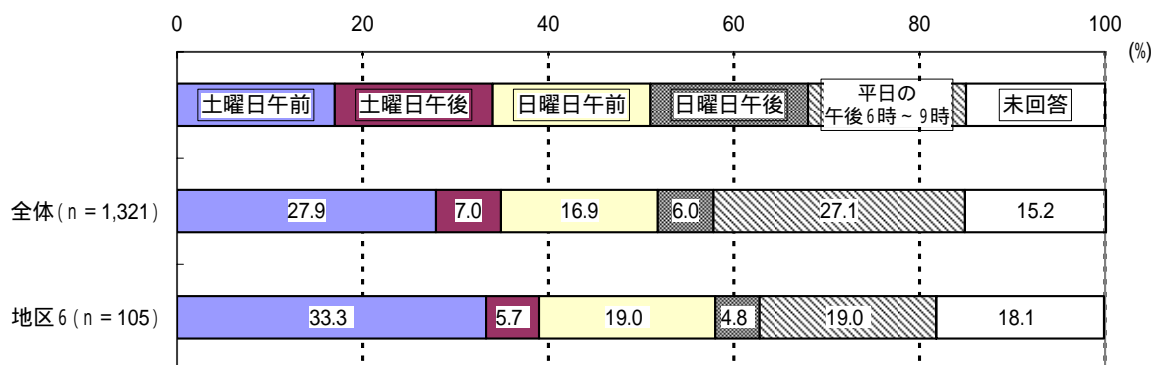 0 20 40 60 80 100
(%)
土曜日午前 土曜日午後 日曜日午前 日曜日午後 平日の
午後6時~9時 未回答
全体(n=1,321) 27.9 7.0 16.9 6.0 27.1 15.2
地区6(n=105) 33.3 5.7 19.0 4.8 19.0 18.1